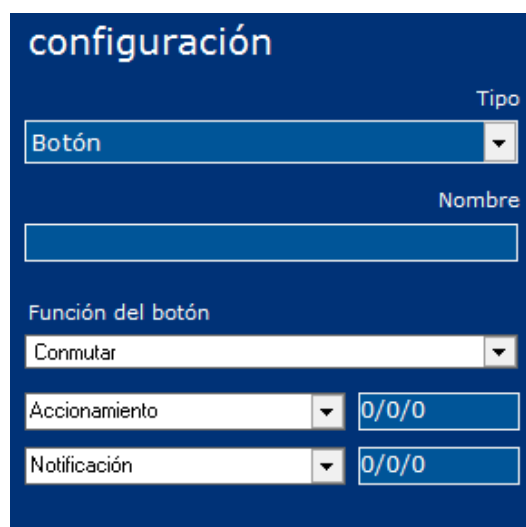 configuración
Tipo
Botón
Nombre
Función del botón
Conmutar
Accionamiento 0/0/0
Notificación 0/0/0